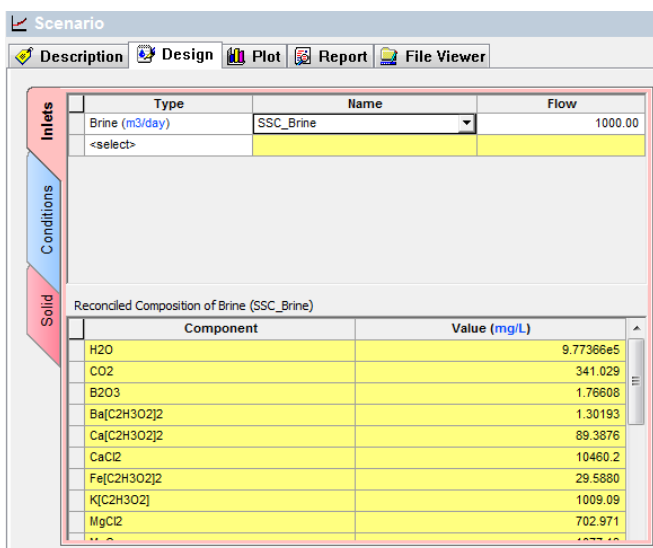 Scenario
Description Design Plot Report File Viewer
Inlets
Conditions
Solid
Type Name Flow
Brine (m3/day) SSC_Brine 1000.00
<select>
Reconciled Composition of Brine (SSC_Brine)
Component Value (mg/L)
H2O 9.77366e5
CO2 341.029
B2O3 1.76608
Ba[C2H3O2]2 1.30193
Ca[C2H3O2]2 89.3876
CaCl2 10460.2
Fe[C2H3O2]2 29.5880
K[C2H3O2] 1009.09
MgCl2 702.971